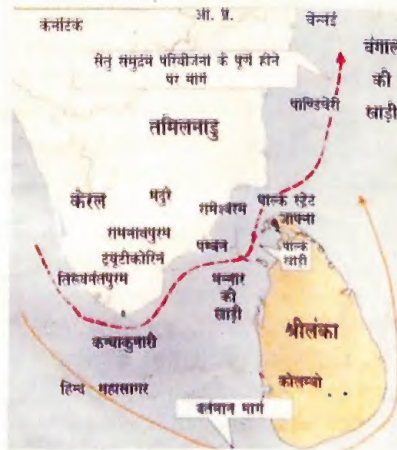 कर्नाटक
आ. प्र.
चेन्नई
सेतु समुद्रम परियोजना के पूर्ण होने
पर मार्ग
बंगाल
की
खाड़ी
पाण्डिचेरी
तमिलनाडु
केरल
मदुरै
रामेश्वरम
पाल्क स्ट्रेट
जाफना
रामनाथपुरम
पम्बन
पाल्क
खाड़ी
ट्यूटीकोरिन
तिरुवनंतपुरम
मन्नार
की
खाड़ी
श्रीलंका
कन्याकुमारी
हिन्द महासागर
कोलम्बो
वर्तमान मार्ग